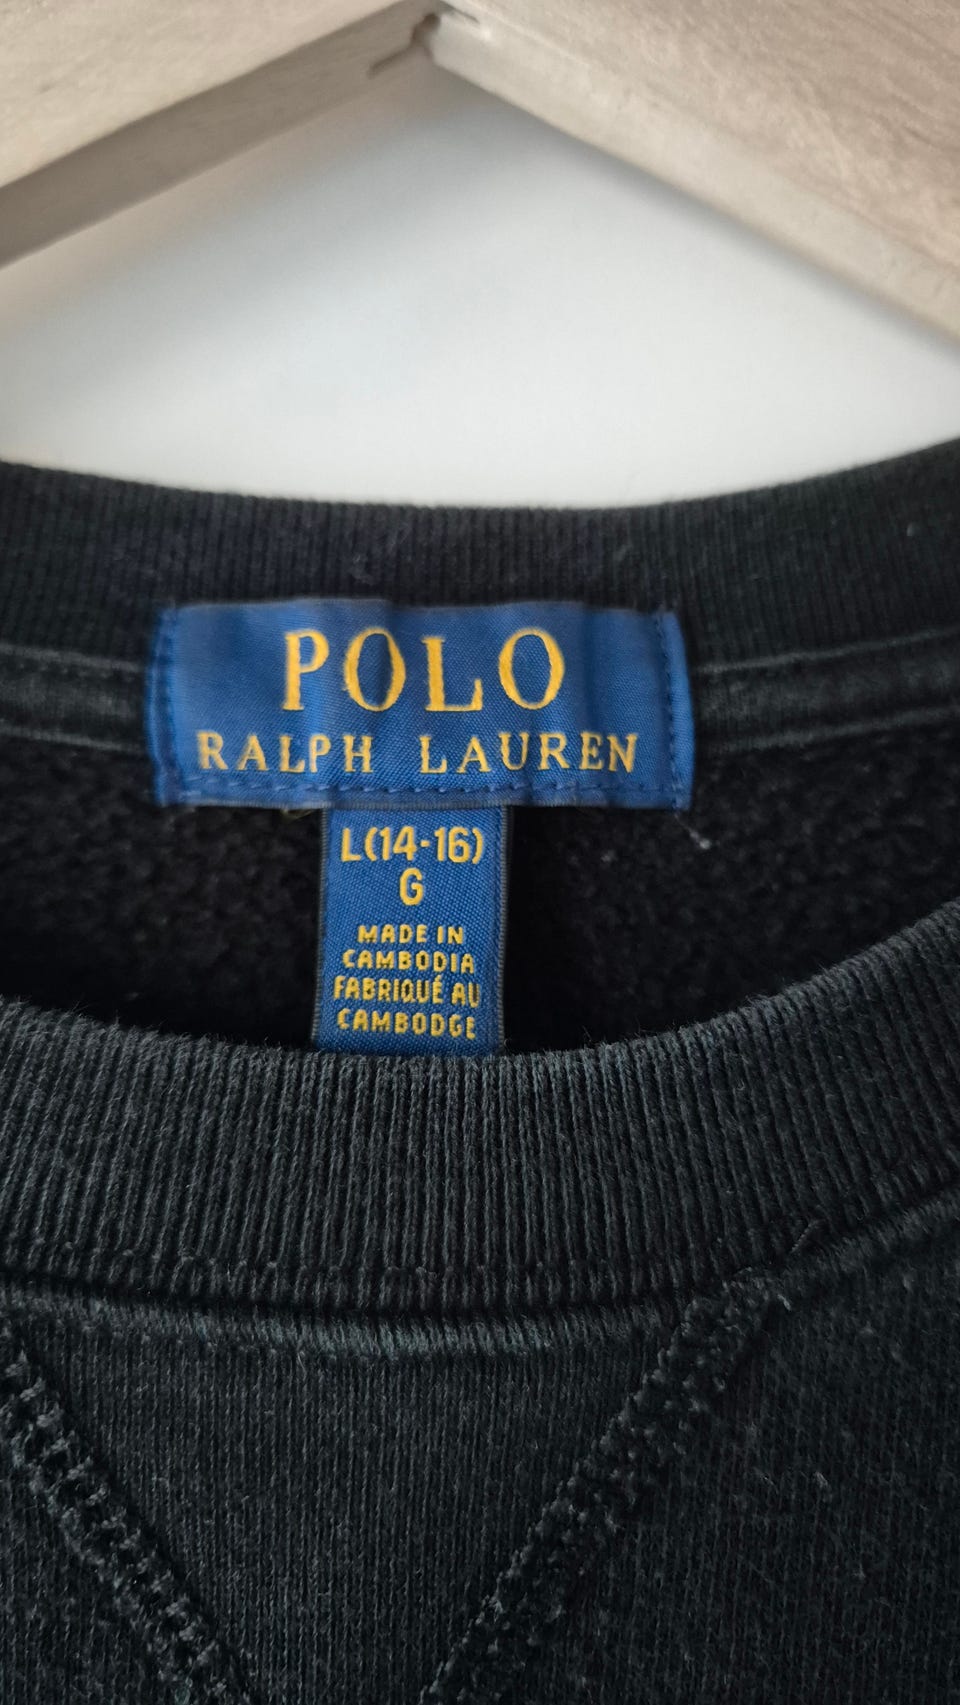 POLO
RALPH LAUREN
L(14-16)
G
MADE IN
CAMBODIA
FABRIQUÉ AU
CAMBODGE